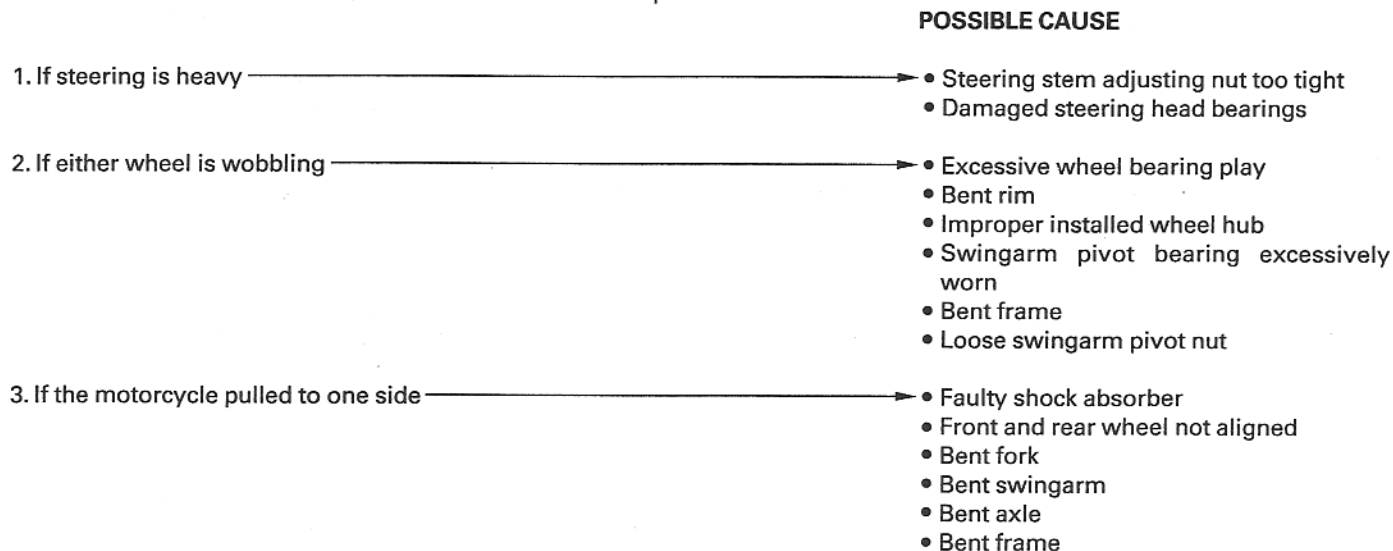 POSSIBLE CAUSE
1. If steering is heavy
• Steering stem adjusting nut too tight
• Damaged steering head bearings
2. If either wheel is wobbling
• Excessive wheel bearing play
• Bent rim
• Improper installed wheel hub
• Swingarm pivot bearing excessively
worn
• Bent frame
• Loose swingarm pivot nut
3. If the motorcycle pulled to one side
• Faulty shock absorber
• Front and rear wheel not aligned
• Bent fork
• Bent swingarm
• Bent axle
• Bent frame